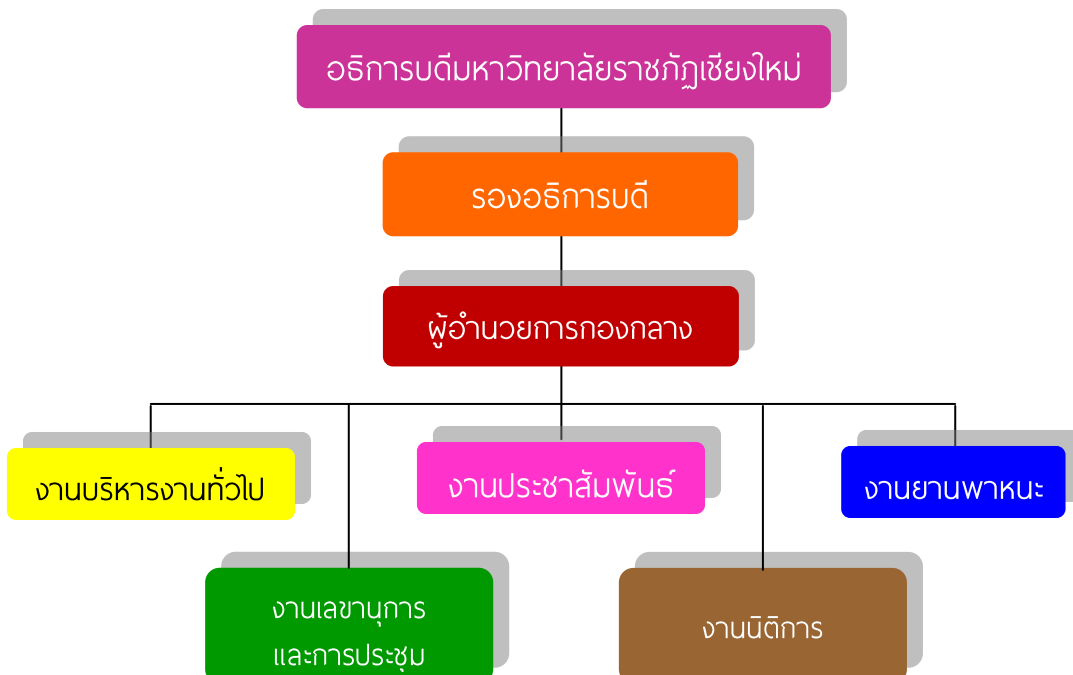 อธิการบดีมหาวิทยาลัยราชภัฏเชียงใหม่
รองอธิการบดี
ผู้อำนวยการกองกลาง
งานบริหารงานทั่วไป
งานประชาสัมพันธ์
งานยานพาหนะ
งานเลขานุการ
และการประชุม
งานนิติการ